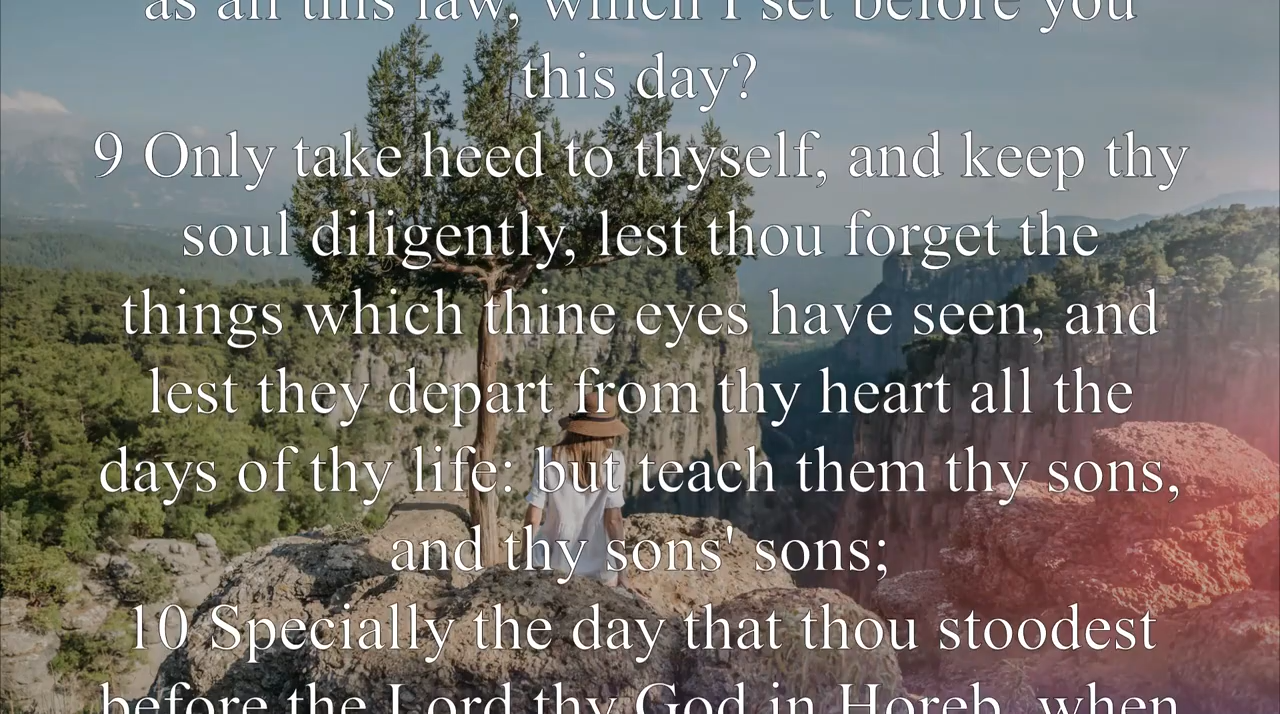 as all this law, which I set before you
this day?
9 Only take heed to thyself, and keep thy
soul diligently, lest thou forget the
things which thine eyes have seen, and
lest they depart from thy heart all the
days of thy life: but teach them thy sons,
and thy sons' sons;
10 Specially the day that thou stoodest
before the Lord thy God in Horeb, when